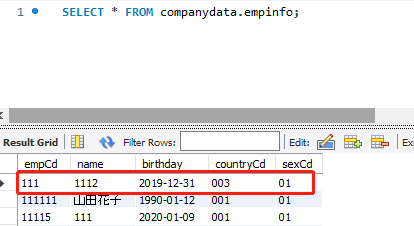 1 SELECT * FROM companydata.empinfo;
Result Grid Filter Rows: Edit:
empCd name birthday countryCd sexCd
111 1112 2019-12-31 003 01
111111 山田花子 1990-01-12 001 01
11115 111 2020-01-09 001 01